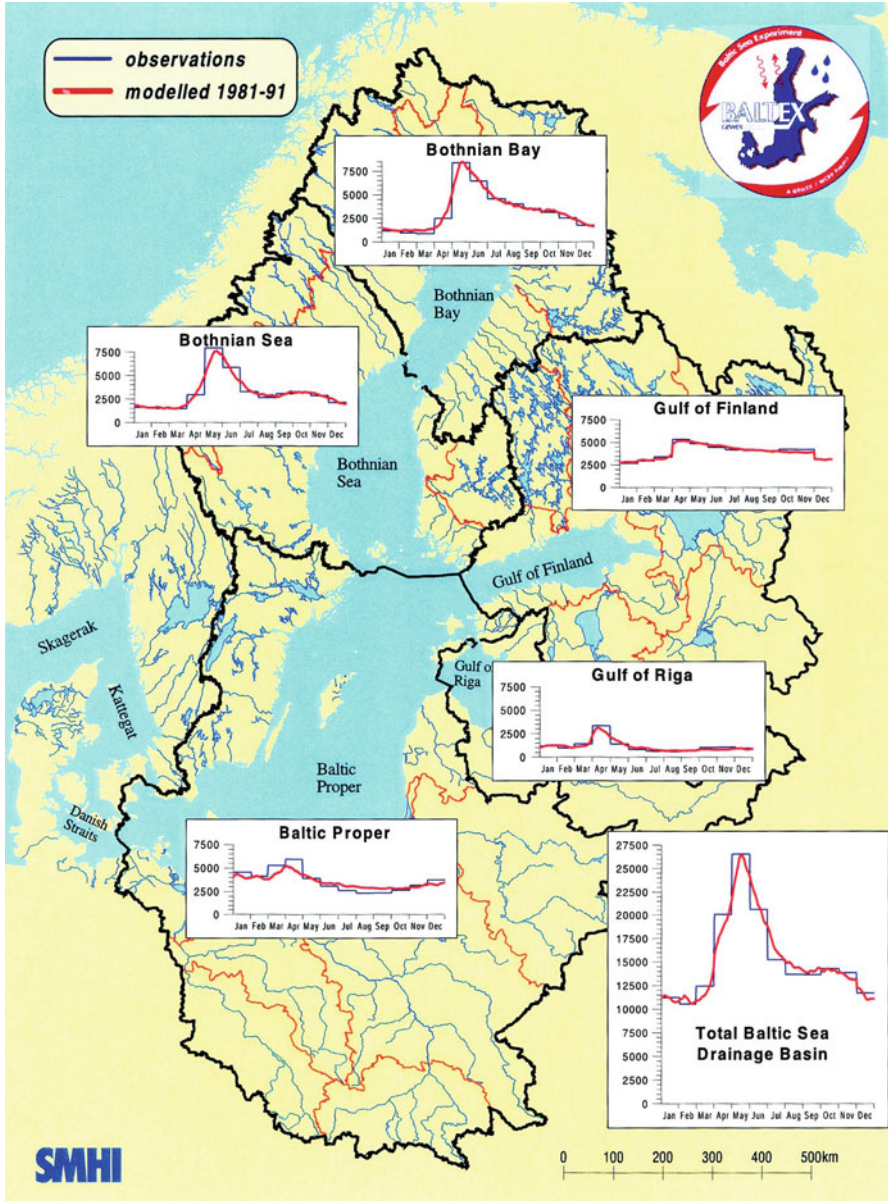 observations
modelled 1981-91
Baltic Sea Experiment
BALTEX
GEWEX
Bothnian Bay
7500
5000
2500
0
Jan Feb Mar Apr May Jun Jul Aug Sep Oct Nov Dec
Bothnian
Bay
Bothnian Sea
7500
5000
2500
0
Jan Feb Mar Apr May Jun Jul Aug Sep Oct Nov Dec
Gulf of Finland
7500
5000
2500
0
Jan Feb Mar Apr May Jun Jul Aug Sep Oct Nov Dec
Bothnian
Sea
Gulf of Finland
Skagerak
Kattegat
Gulf of
Riga
Gulf of Riga
7500
5000
2500
0
Jan Feb Mar Apr May Jun Jul Aug Sep Oct Nov Dec
Baltic
Proper
Danish
Straits
Baltic Proper
7500
5000
2500
0
Jan Feb Mar Apr May Jun Jul Aug Sep Oct Nov Dec
27500
25000
22500
20000
17500
15000
12500
10000
7500
5000
2500
0
Total Baltic Sea
Drainage Basin
Jan Feb Mar Apr May Jun Jul Aug Sep Oct Nov Dec
SMHI
0 100 200 300 400 500km